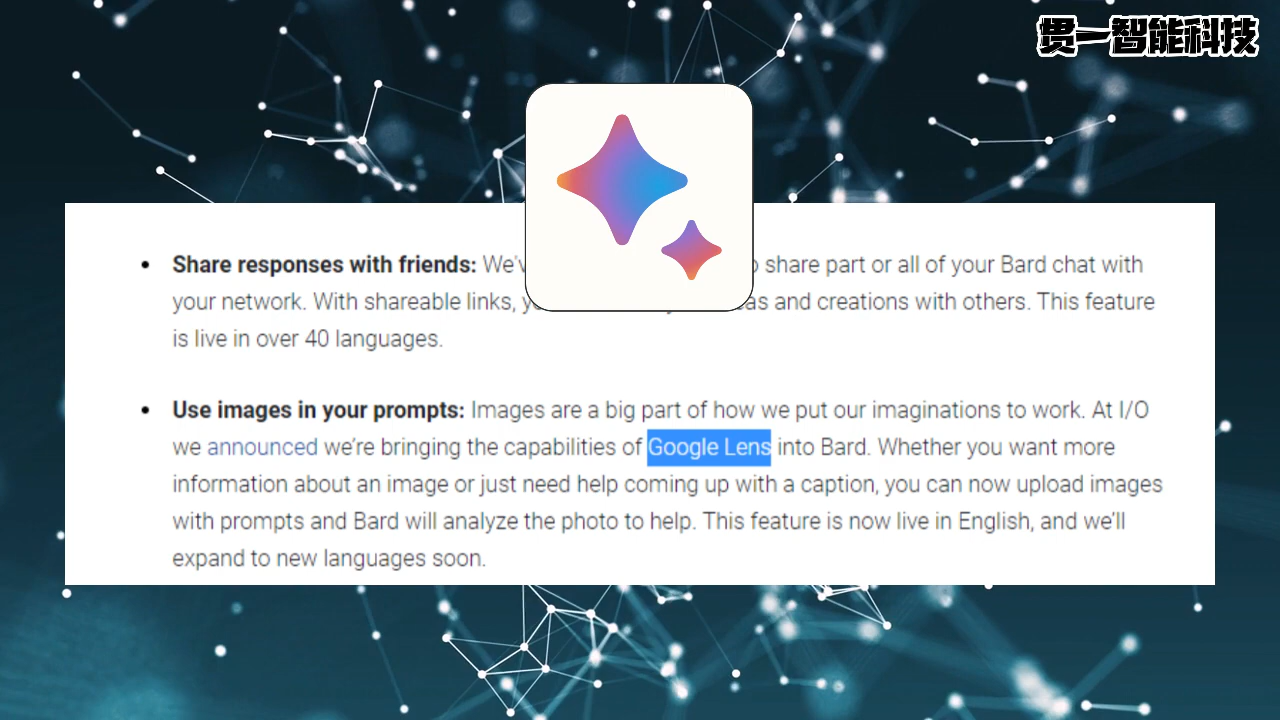 贯一智能科技
Share responses with friends: We'v share part or all of your Bard chat with
your network. With shareable links, and creations with others. This feature
is live in over 40 languages.
Use images in your prompts: Images are a big part of how we put our imaginations to work. At I/O
we announced we're bringing the capabilities of Google Lens into Bard. Whether you want more
information about an image or just need help coming up with a caption, you can now upload images
with prompts and Bard will analyze the photo to help. This feature is now live in English, and we'll
expand to new languages soon.